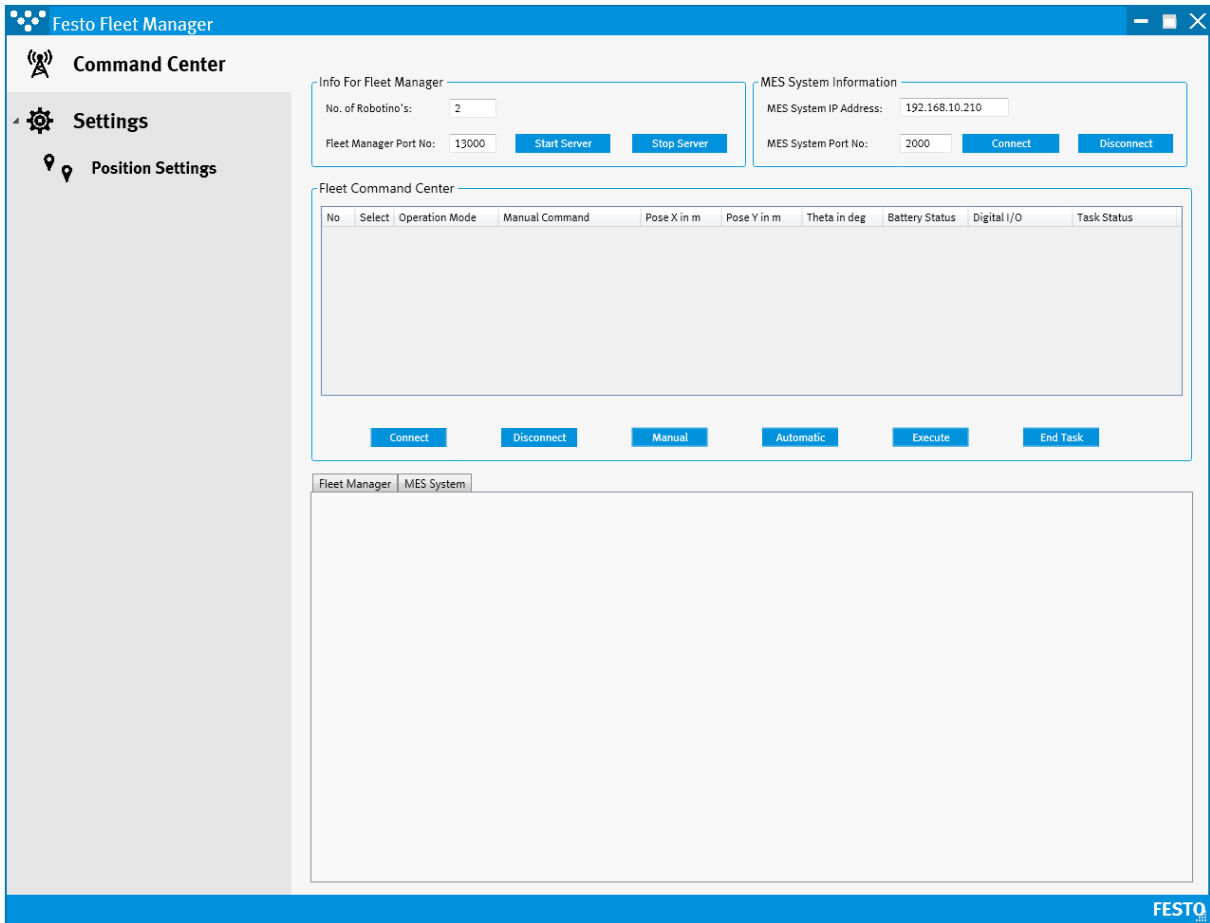 Festo Fleet Manager
Command Center
Settings
Position Settings
Info For Fleet Manager
No. of Robotino's: 2
Fleet Manager Port No: 13000 Start Server Stop Server
MES System Information
MES System IP Address: 192.168.10.210
MES System Port No: 2000 Connect Disconnect
Fleet Command Center
No Select Operation Mode Manual Command Pose X in m Pose Y in m Theta in deg Battery Status Digital I/O Task Status
Connect Disconnect Manual Automatic Execute End Task
Fleet Manager MES System
FESTO